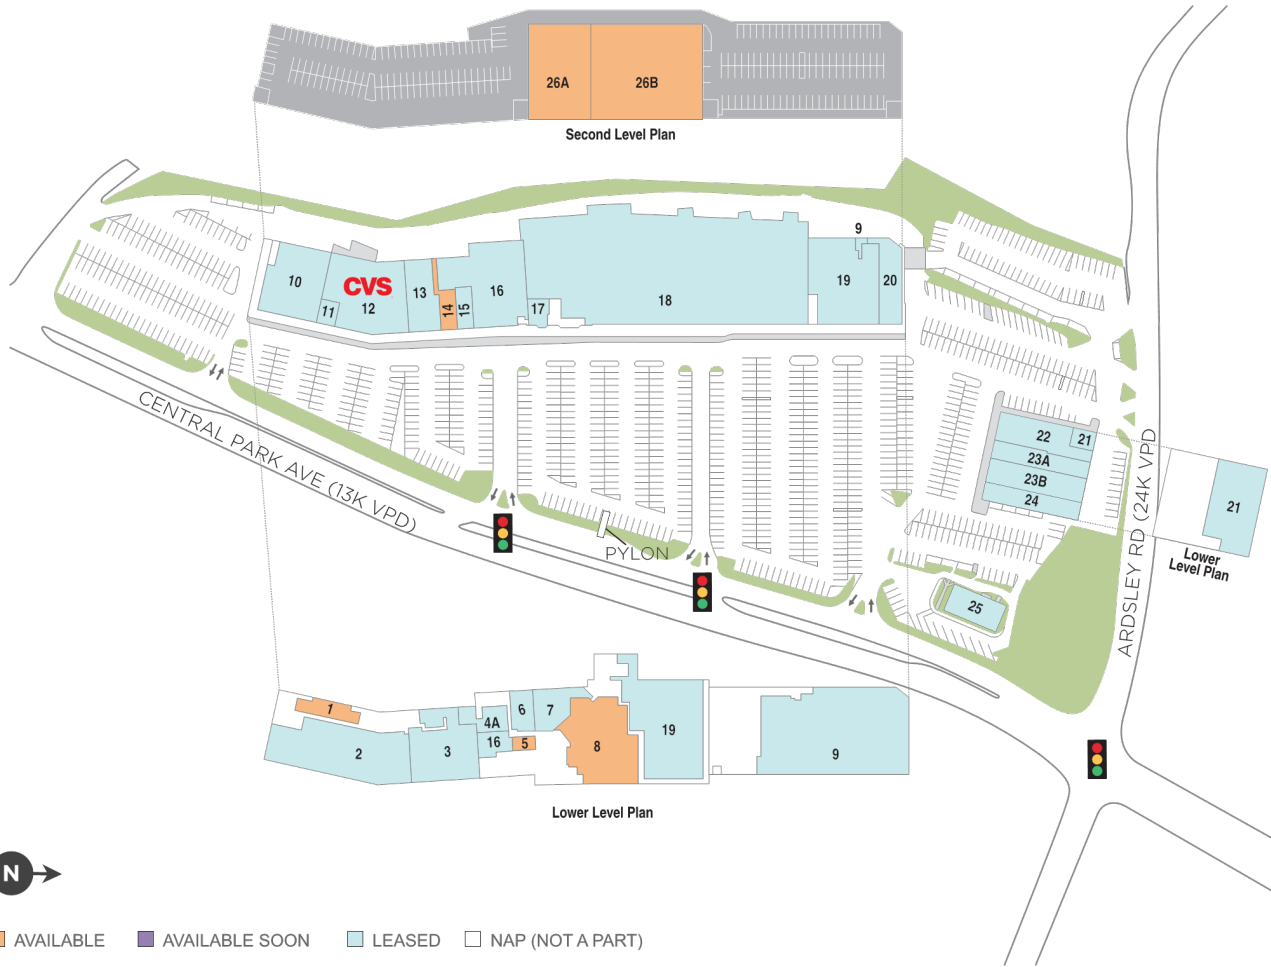 26A
26B
Second Level Plan
9
10
CVS
13
16
18
19
20
11
12
14
15
17
CENTRAL PARK AVE (13K VPD)
PYLON
ARDSLEY RD (24K VPD
22
21
23A
23B
24
21
Lower
Level Plan
25
1
2
3
4A
16
5
6
7
8
19
9
Lower Level Plan
N
AVAILABLE
AVAILABLE SOON
LEASED
NAP (NOT A PART)